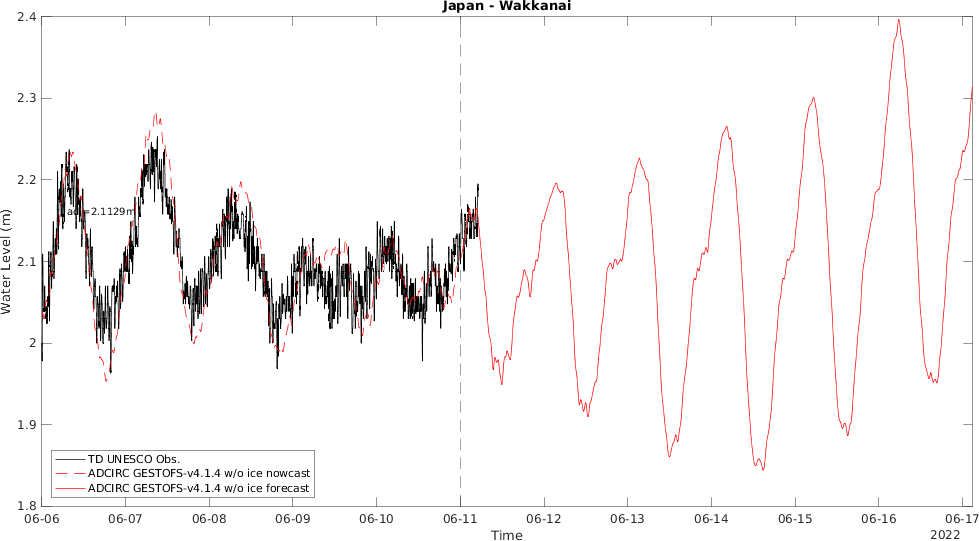 Japan - Wakkanai
Water Level (m)
2.4
2.3
2.2
2.1
2
1.9
1.8
=2.1129m
TD UNESCO Obs.
ADCIRC GESTOFS-v4.1.4 w/o ice nowcast
ADCIRC GESTOFS-v4.1.4 w/o ice forecast
06-06 06-07 06-08 06-09 06-10 06-11 06-12 06-13 06-14 06-15 06-16 06-17
Time
2022